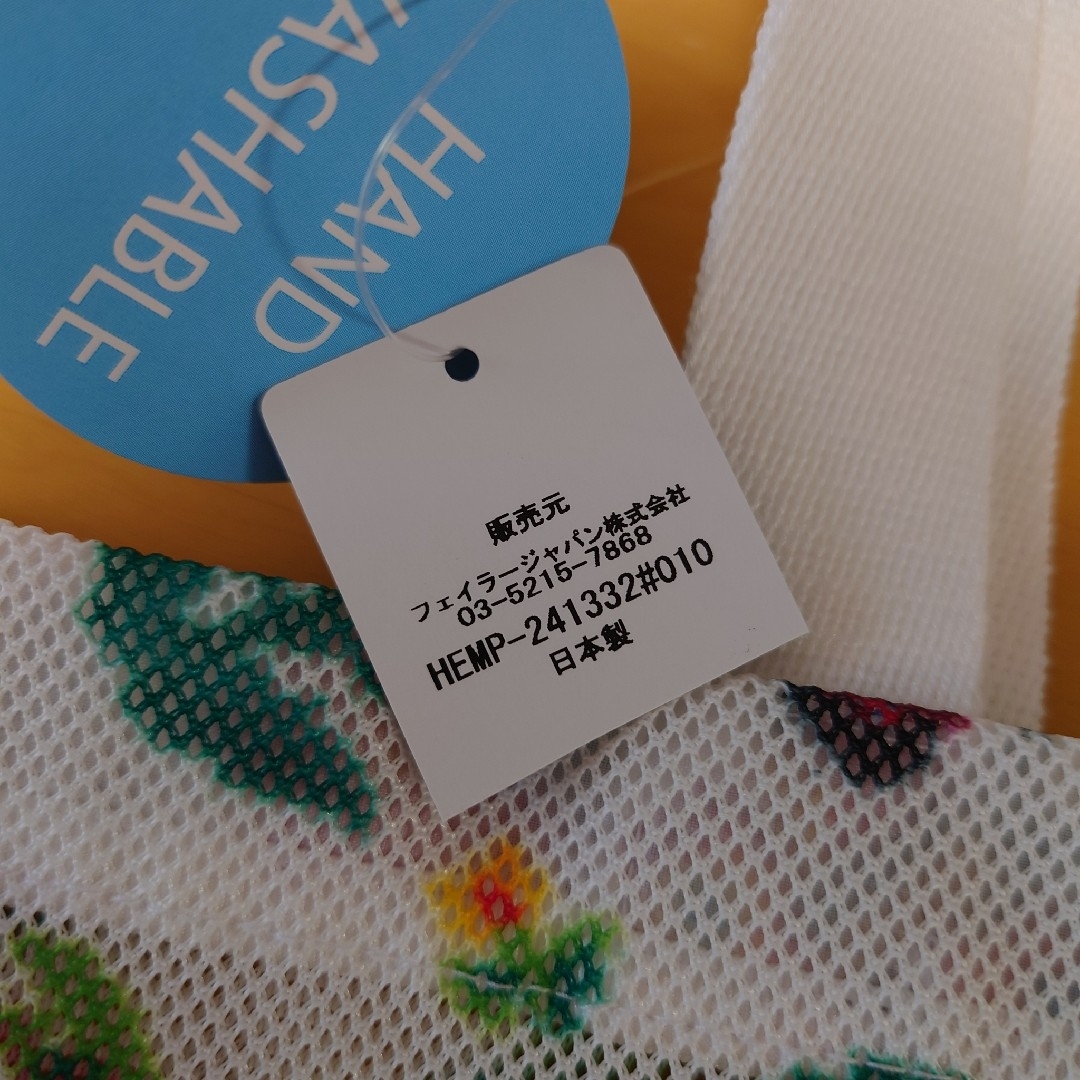 HAND
WASHABLE
販売元
フェイラージャパン株式会社
03-5215-7868
HEMP-241332#010
日本製